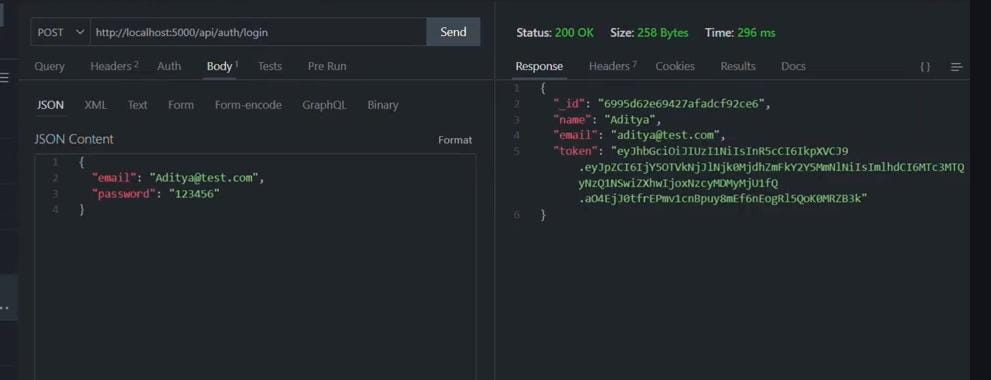 POST http://localhost:5000/api/auth/login Send
Query Headers 2 Auth Body 1 Tests Pre Run
JSON XML Text Form Form-encode GraphQL Binary
JSON Content Format
1 {
2 "email": "Aditya@test.com",
3 "password": "123456"
4 }
Status: 200 OK Size: 258 Bytes Time: 296 ms
Response Headers 7 Cookies Results Docs { }
1 {
2 "_id": "6995d62e69427afadcf92ce6",
3 "name": "Aditya",
4 "email": "aditya@test.com",
5 "token": "eyJhbGciOiJIUzI1NiIsInR5cCI6IkpXVCJ9
.eyJpZCI6IjY5OTVkNjJlNjk0MjdhZmFkY2Y5MmNlNiIsImlhdCI6MTc3MTQ
yNzQ1NSwiZXhwIjoxNzcyMDMyMjU1fQ
.aO4EjJ0tfrEPmv1cnBpuy8mEf6nEogRl5QoK0MRZB3k"
6 }